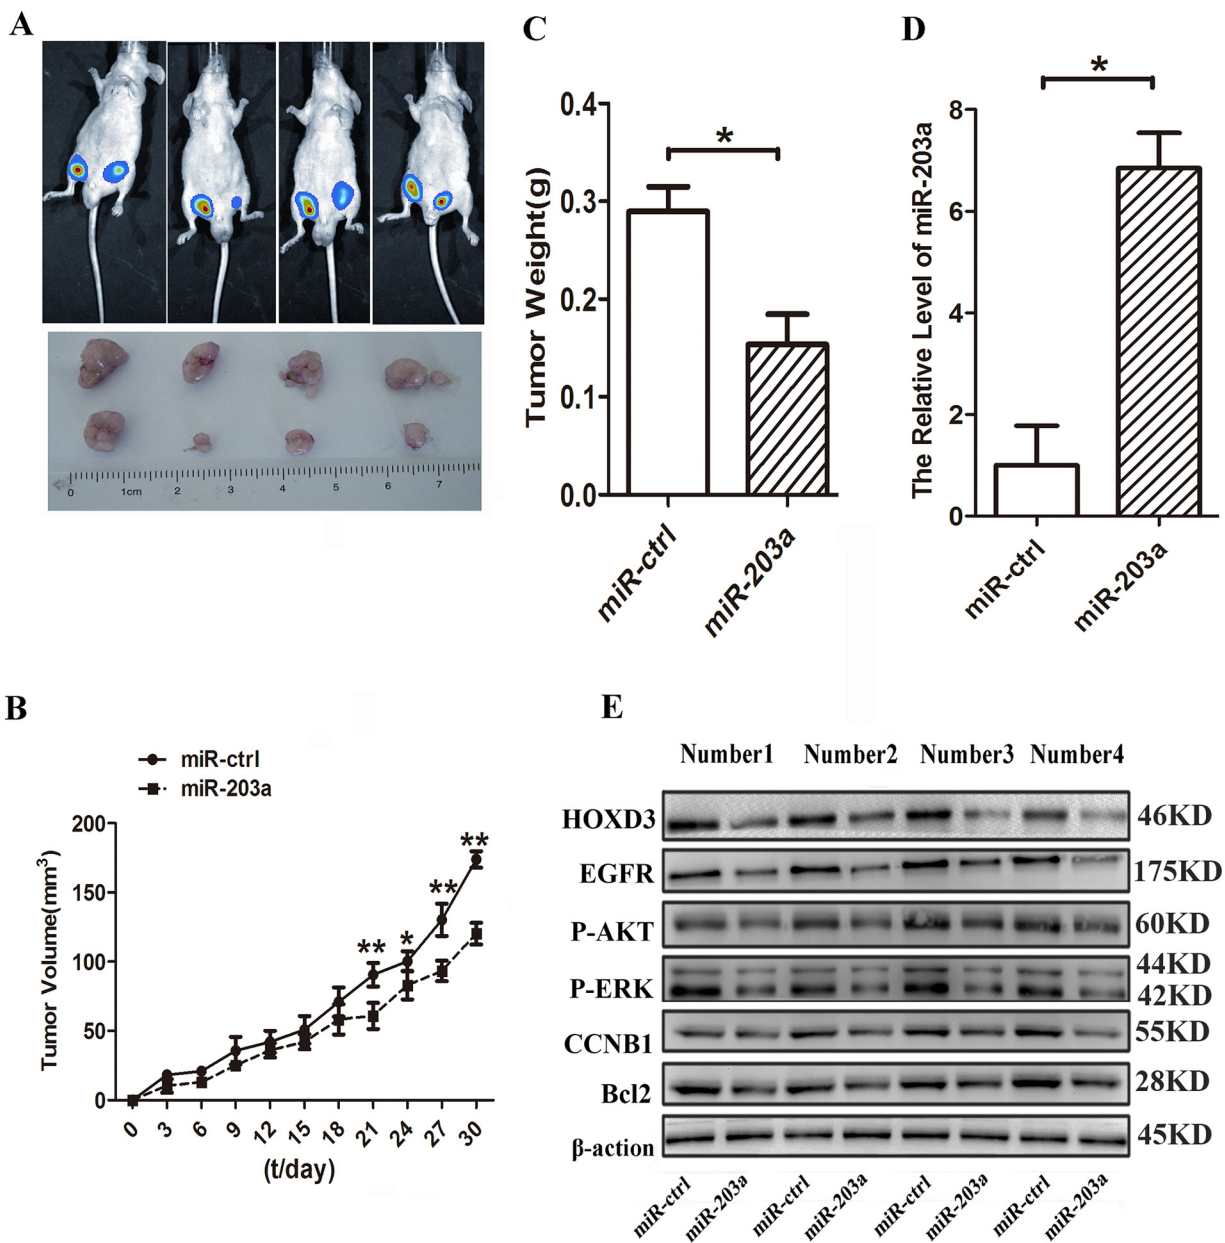 A
0 1cm 2 3 4 5 6 7
B
miR-ctrl
miR-203a
**
**
*
**
Tumor Volume(mm3)
200
150
100
50
0
0 3 6 9 12 15 18 21 24 27 30
(t/day)
C
*
Tumor Weight(g)
0.4
0.3
0.2
0.1
0.0
miR-ctrl
miR-203a
D
*
The Relative Level of miR-203a
8
6
4
2
0
miR-ctrl
miR-203a
E
Number1 Number2 Number3 Number4
HOXD3 46KD
EGFR 175KD
P-AKT 60KD
P-ERK 44KD
42KD
CCNB1 55KD
Bcl2 28KD
β-action 45KD
miR-ctrl miR-203a miR-ctrl miR-203a miR-ctrl miR-203a miR-ctrl miR-203a